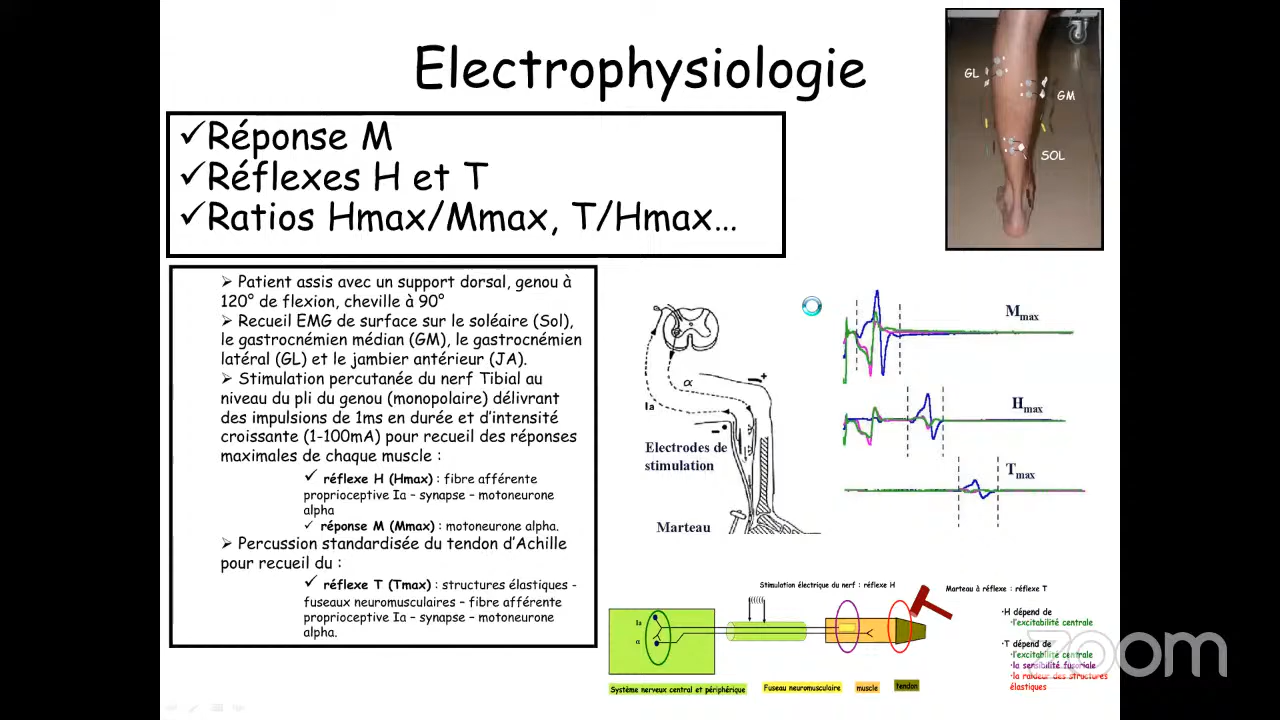 Electrophysiologie
GL
GM
SOL
✓Réponse M
✓Réflexes H et T
✓Ratios Hmax/Mmax, T/Hmax…
➢ Patient assis avec un support dorsal, genou à
120° de flexion, cheville à 90°
➢ Recueil EMG de surface sur le soléaire (Sol),
le gastrocnémien médian (GM), le gastrocnémien
latéral (GL) et le jambier antérieur (JA).
➢ Stimulation percutanée du nerf Tibial au
niveau du pli du genou (monopolaire) délivrant
des impulsions de 1ms en durée et d’intensité
croissante (1-100mA) pour recueil des réponses
maximales de chaque muscle :
✓ réflexe H (Hmax) : fibre afférente
proprioceptive Ia – synapse – motoneurone
alpha
✓ réponse M (Mmax) : motoneurone alpha.
➢ Percussion standardisée du tendon d’Achille
pour recueil du :
✓ réflexe T (Tmax) : structures élastiques -
fuseaux neuromusculaires – fibre afférente
proprioceptive Ia – synapse – motoneurone
alpha.
α
Ia
Electrodes de
stimulation
Marteau
Mmax
Hmax
Tmax
Stimulation électrique du nerf : réflexe H
Marteau à réflexe : réflexe T
Ia
α
Système nerveux central et périphérique
Fuseau neuromusculaire
muscle
tendon
•H dépend de
•l’excitabilité centrale
•T dépend de
•l’excitabilité centrale
•la sensibilité fusoriale
•la raideur des structures
élastiques
zoom